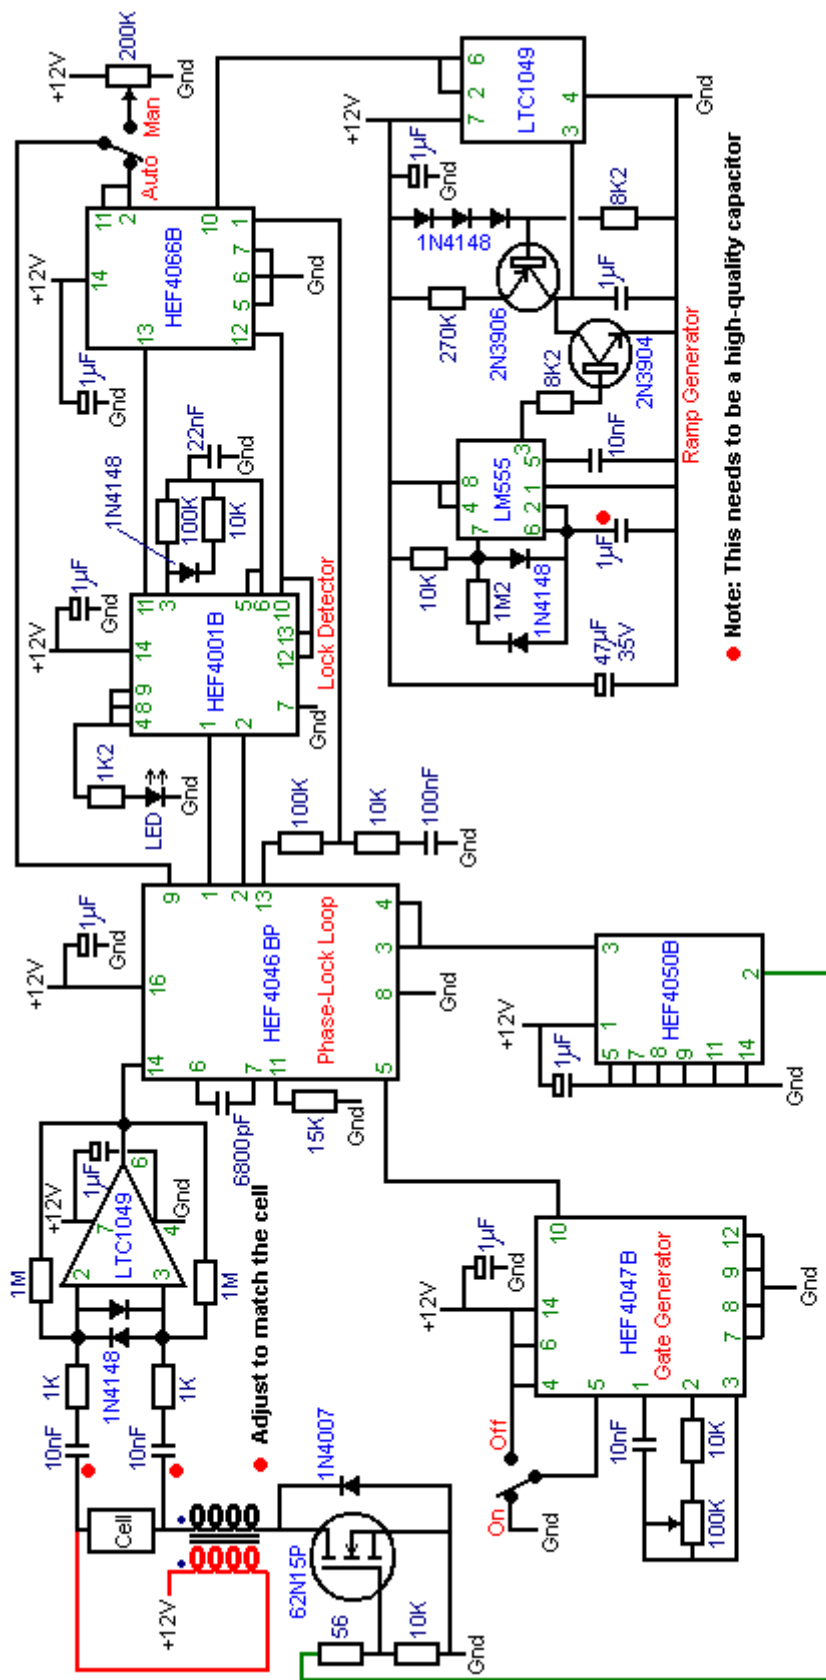 +12V
Cell
10nF
10nF
1K
1K
1N4148
1M
1M
LTC1049
2
3
7
4
6
+12V
1µF
Gnd
Adjust to match the cell
62N15P
1N4007
56
10K
Gnd
HEF4046BP
Phase-Lock Loop
14
16
9
6
7
11
5
8
3
4
1
2
13
+12V
1µF
Gnd
6800pF
15K
Gnd
Gnd
100K
10K
100nF
Gnd
LED
1K2
Gnd
HEF4001B
Lock Detector
4
8
9
14
11
3
5
6
10
1
2
7
12
13
+12V
1µF
Gnd
Gnd
1N4148
100K
10K
22nF
Gnd
HEF4066B
14
11
2
13
10
12
5
6
7
1
+12V
1µF
Gnd
Gnd
Auto
Man
+12V
200K
Gnd
On
Off
Gnd
HEF4047B
Gate Generator
4
6
14
10
5
1
2
3
7
8
9
12
+12V
1µF
Gnd
10nF
10K
100K
Gnd
HEF4050B
1
3
2
5
7
8
9
11
14
+12V
1µF
Gnd
47µF
35V
10K
1M2
1N4148
LM555
7
4
8
3
6
2
1
5
1µF
10nF
8K2
270K
2N3906
2N3904
1N4148
1µF
Gnd
1µF
8K2
+12V
LTC1049
7
2
6
3
4
Gnd
Ramp Generator
Note: This needs to be a high-quality capacitor